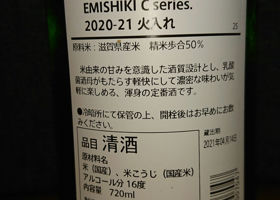 EMISHIKI C series.
2020-21 火入れ
2S
原料米：滋賀県産米 精米歩合50%
米由来の甘みを意識した酒質設計とし、乳酸
菌酒母がもたらす軽快にして濃密な味わいが気
軽に楽しめる、渾身の定番酒です。
●冷暗所にて保管の上、開栓後はお早めにお飲
みください。
蔵出期
2021年04月14日
品目 清酒
原材料名
米（国産）、米こうじ（国産米）
アルコール分 16度
内容量 720ml